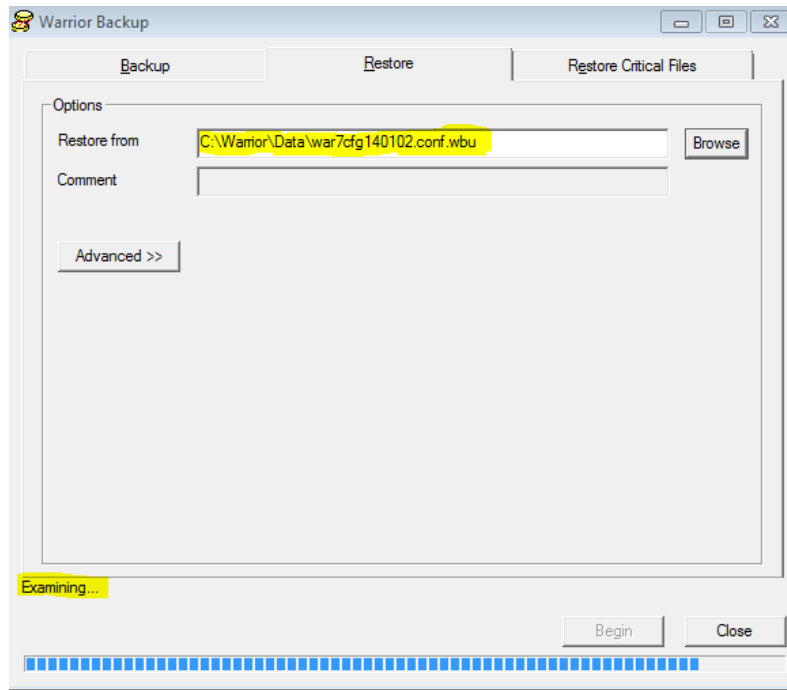 Warrior Backup
Backup Restore Restore Critical Files
Options
Restore from C:\Warrior\Data\war7cfg140102.conf.wbu Browse
Comment
Advanced >>
Examining...
Begin Close